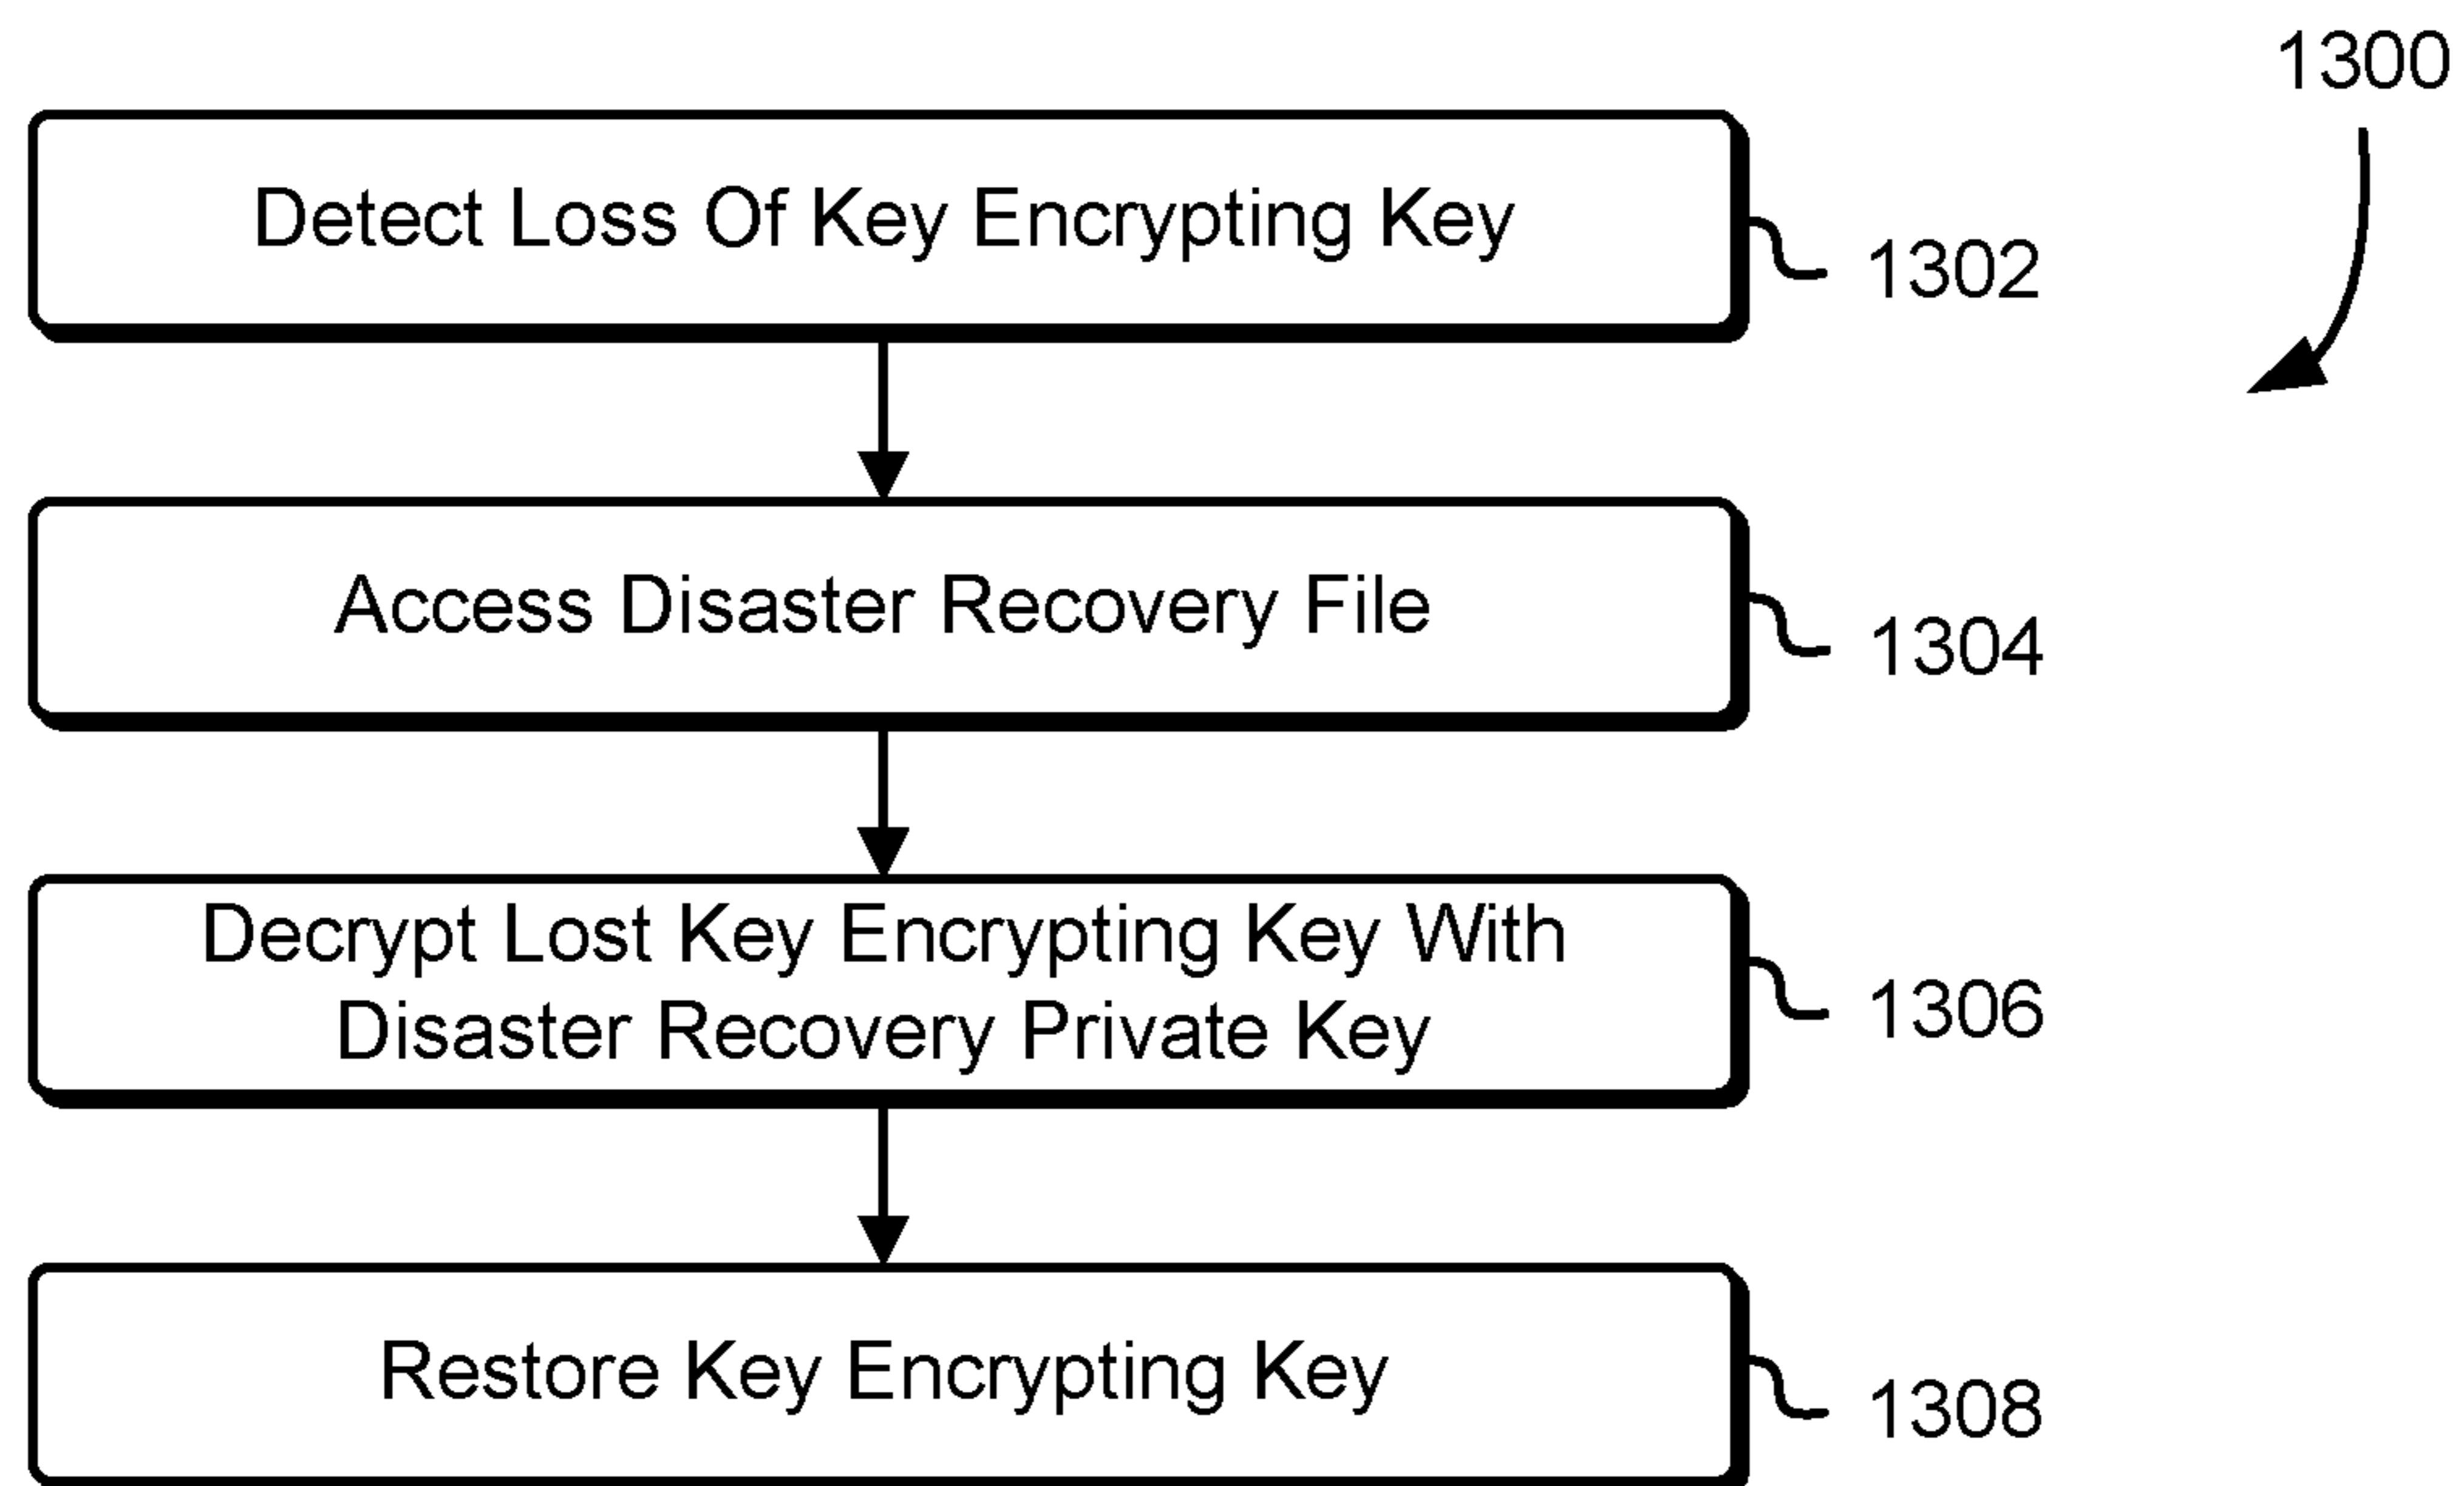 1300
Detect Loss Of Key Encrypting Key
1302
Access Disaster Recovery File
1304
Decrypt Lost Key Encrypting Key With
Disaster Recovery Private Key
1306
Restore Key Encrypting Key
1308